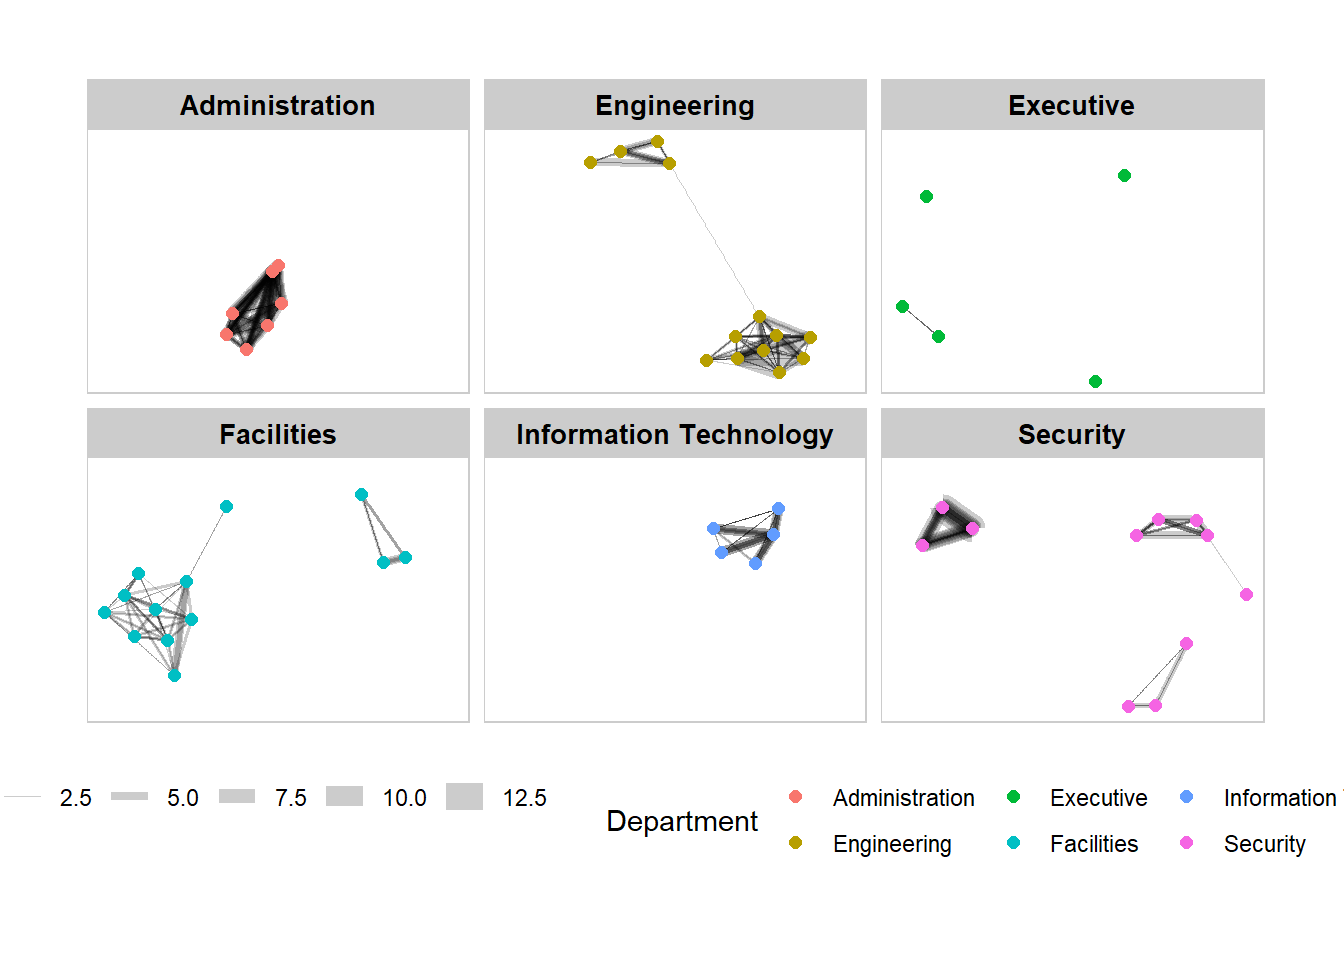 Administration
Engineering
Executive
Facilities
Information Technology
Security
2.5 5.0 7.5 10.0 12.5
Department
Administration Executive Information
Engineering Facilities Security